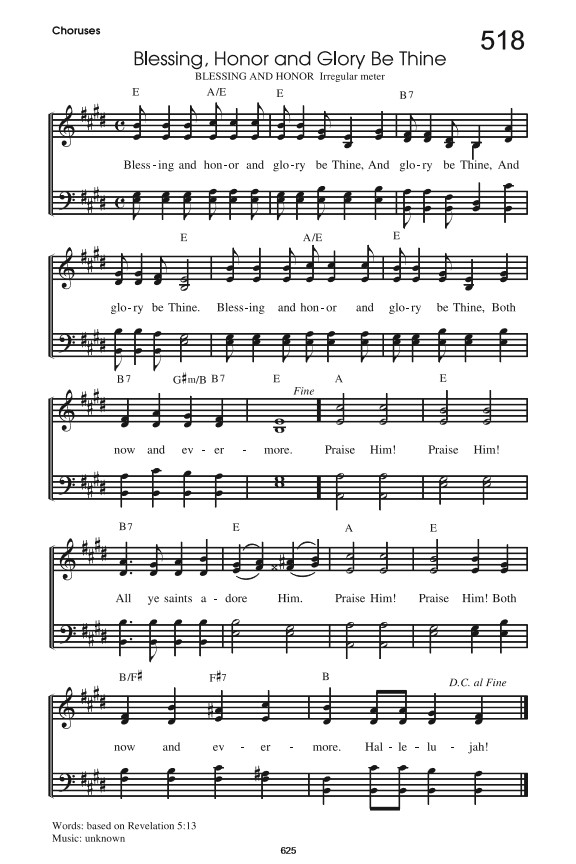 Choruses
518
Blessing, Honor and Glory Be Thine
BLESSING AND HONOR Irregular meter
E A/E E B7
Bless - ing and hon - or and glo - ry be Thine, And glo - ry be Thine, And
E A/E E
glo - ry be Thine. Bless - ing and hon - or and glo - ry be Thine, Both
B7 G#m/B B7 E Fine A E
now and ev - er - more. Praise Him! Praise Him!
B7 E A E
All ye saints a - dore Him. Praise Him! Praise Him! Both
B/F# F#7 B D.C. al Fine
now and ev - er - more. Hal - le - lu - jah!
Words: based on Revelation 5:13
Music: unknown
625